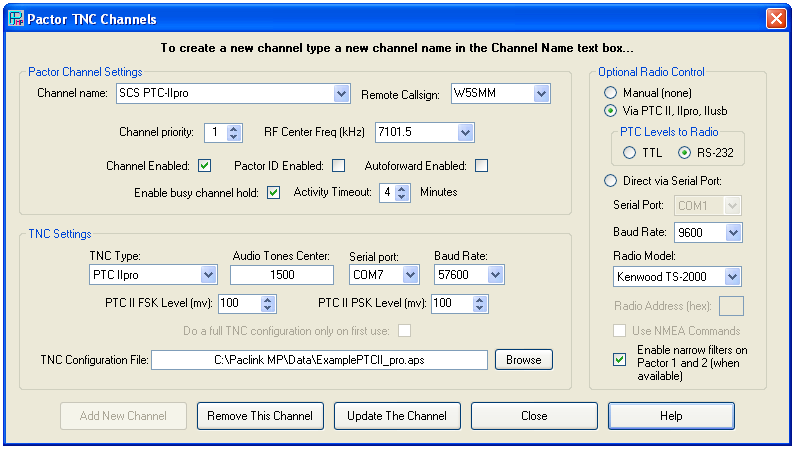 Pactor TNC Channels
To create a new channel type a new channel name in the Channel Name text box...
Pactor Channel Settings
Channel name: SCS PTC-IIpro Remote Callsign: W5SMM
Channel priority: 1 RF Center Freq (kHz) 7101.5
Channel Enabled: Pactor ID Enabled: Autoforward Enabled:
Enable busy channel hold: Activity Timeout: 4 Minutes
TNC Settings
TNC Type: Audio Tones Center: Serial port: Baud Rate:
PTC IIpro 1500 COM7 57600
PTC II FSK Level (mv): 100 PTC II PSK Level (mv): 100
Do a full TNC configuration only on first use:
TNC Configuration File: C:\Paclink MP\Data\ExamplePTCII_pro.aps Browse
Optional Radio Control
Manual (none)
Via PTC II, IIpro, IIusb
PTC Levels to Radio
TTL RS-232
Direct via Serial Port:
Serial Port: COM1
Baud Rate: 9600
Radio Model:
Kenwood TS-2000
Radio Address (hex):
Use NMEA Commands
Enable narrow filters on
Pactor 1 and 2 (when
available)
Add New Channel Remove This Channel Update The Channel Close Help